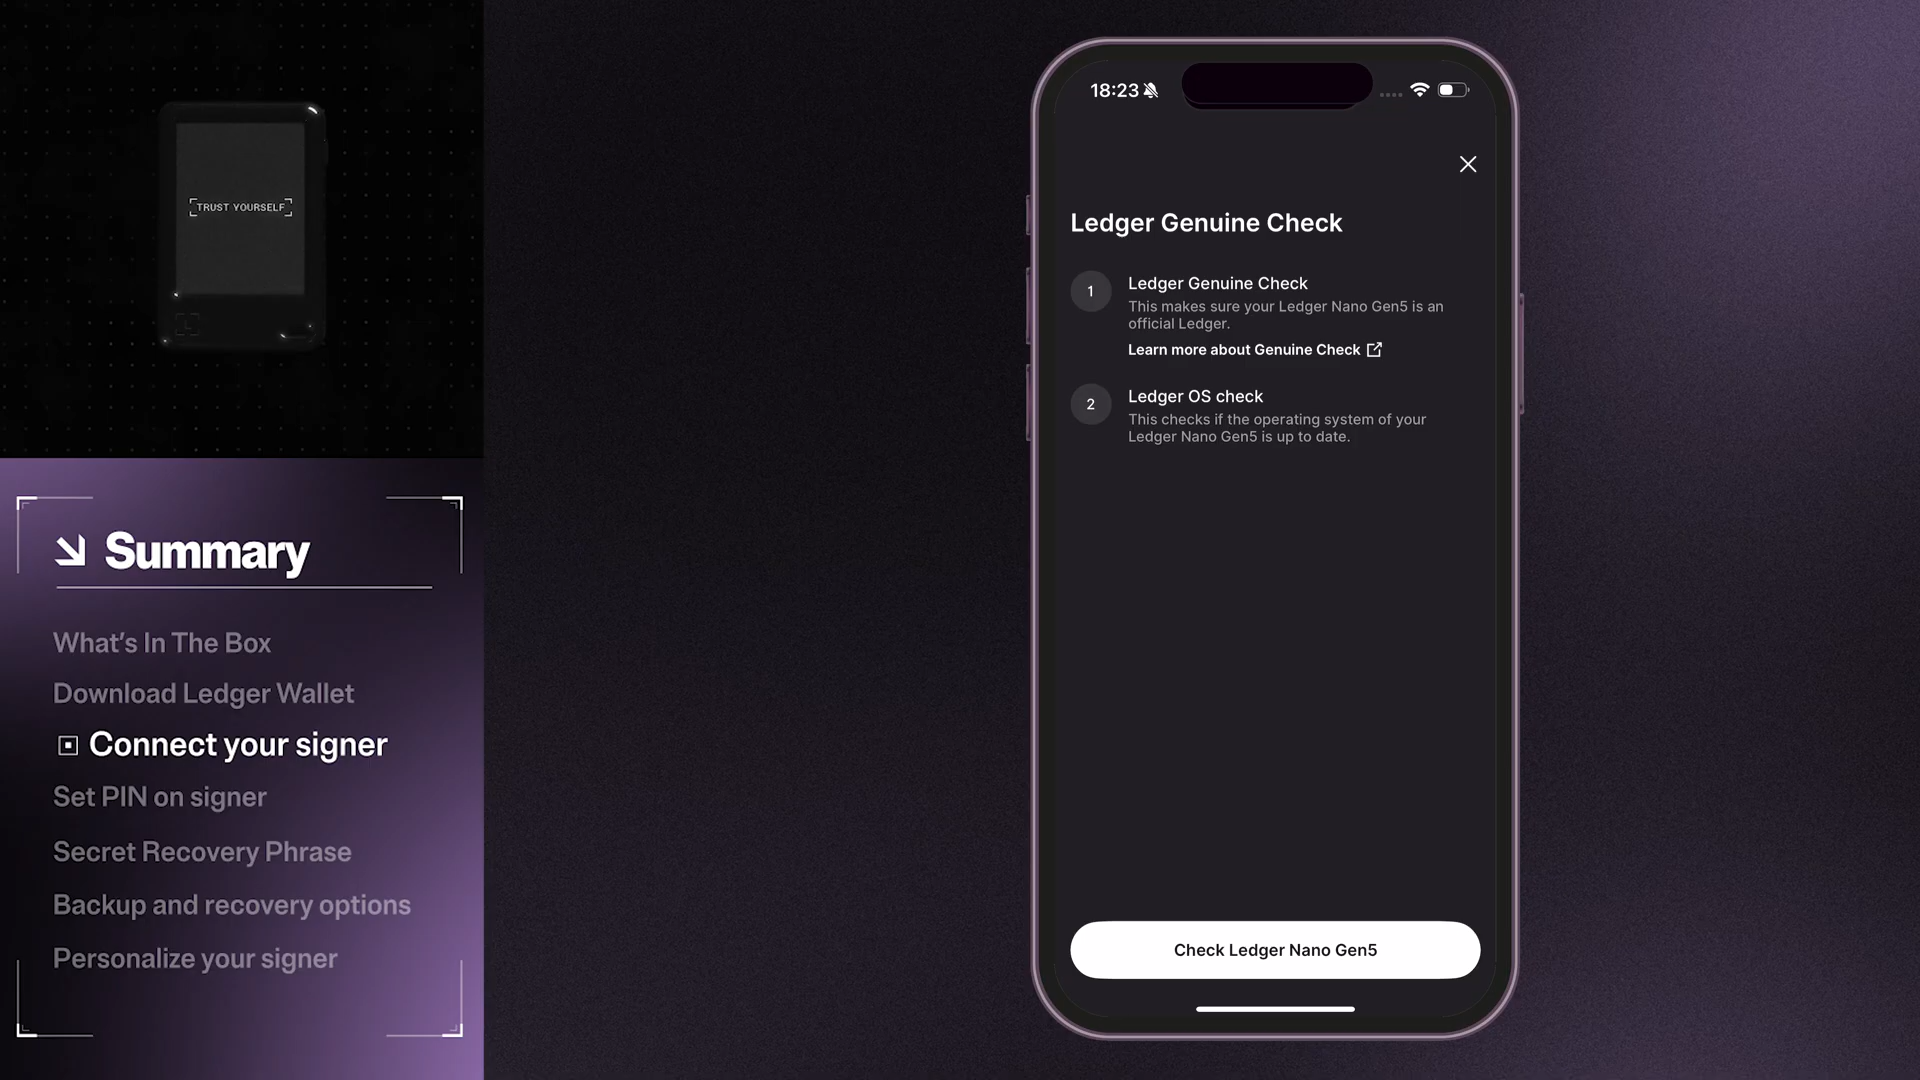 TRUST YOURSELF
Summary
What's In The Box
Download Ledger Wallet
Connect your signer
Set PIN on signer
Secret Recovery Phrase
Backup and recovery options
Personalize your signer
18:23
Ledger Genuine Check
1
Ledger Genuine Check
This makes sure your Ledger Nano Gen5 is an
official Ledger.
Learn more about Genuine Check
2
Ledger OS check
This checks if the operating system of your
Ledger Nano Gen5 is up to date.
Check Ledger Nano Gen5